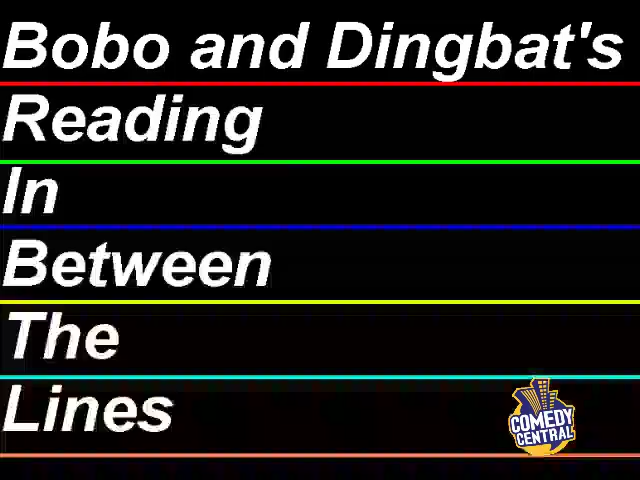 Bobo and Dingbat's
Reading
In
Between
The
Lines
COMEDY
CENTRAL